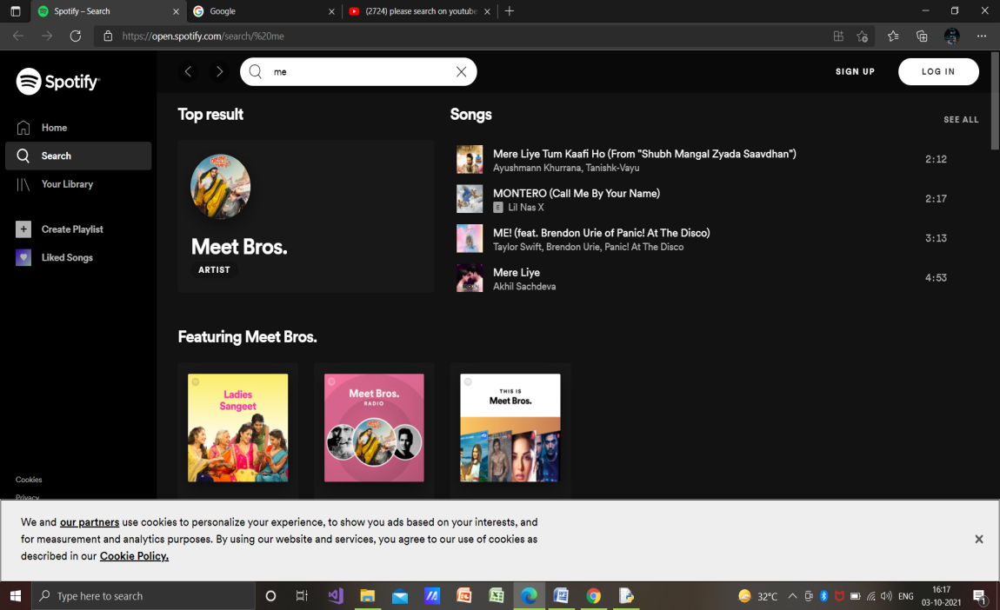 Spotify – Search
Google
(2724) please search on youtube
https://open.spotify.com/search/%20me
Spotify
me
SIGN UP
LOG IN
Home
Search
Your Library
Create Playlist
Liked Songs
Top result
Meet Bros.
ARTIST
Songs
SEE ALL
Mere Liye Tum Kaafi Ho (From "Shubh Mangal Zyada Saavdhan")
2:12
Ayushmann Khurrana, Tanishk-Vayu
MONTERO (Call Me By Your Name)
2:17
E Lil Nas X
ME! (feat. Brendon Urie of Panic! At The Disco)
3:13
Taylor Swift, Brendon Urie, Panic! At The Disco
Mere Liye
4:53
Akhil Sachdeva
Featuring Meet Bros.
Ladies
Sangeet
Meet Bros.
RADIO
THIS IS
Meet Bros.
Cookies
Privacy
We and our partners use cookies to personalize your experience, to show you ads based on your interests, and
for measurement and analytics purposes. By using our website and services, you agree to our use of cookies as
described in our Cookie Policy.
Type here to search
32°C
ENG
16:17
03-10-2021
1